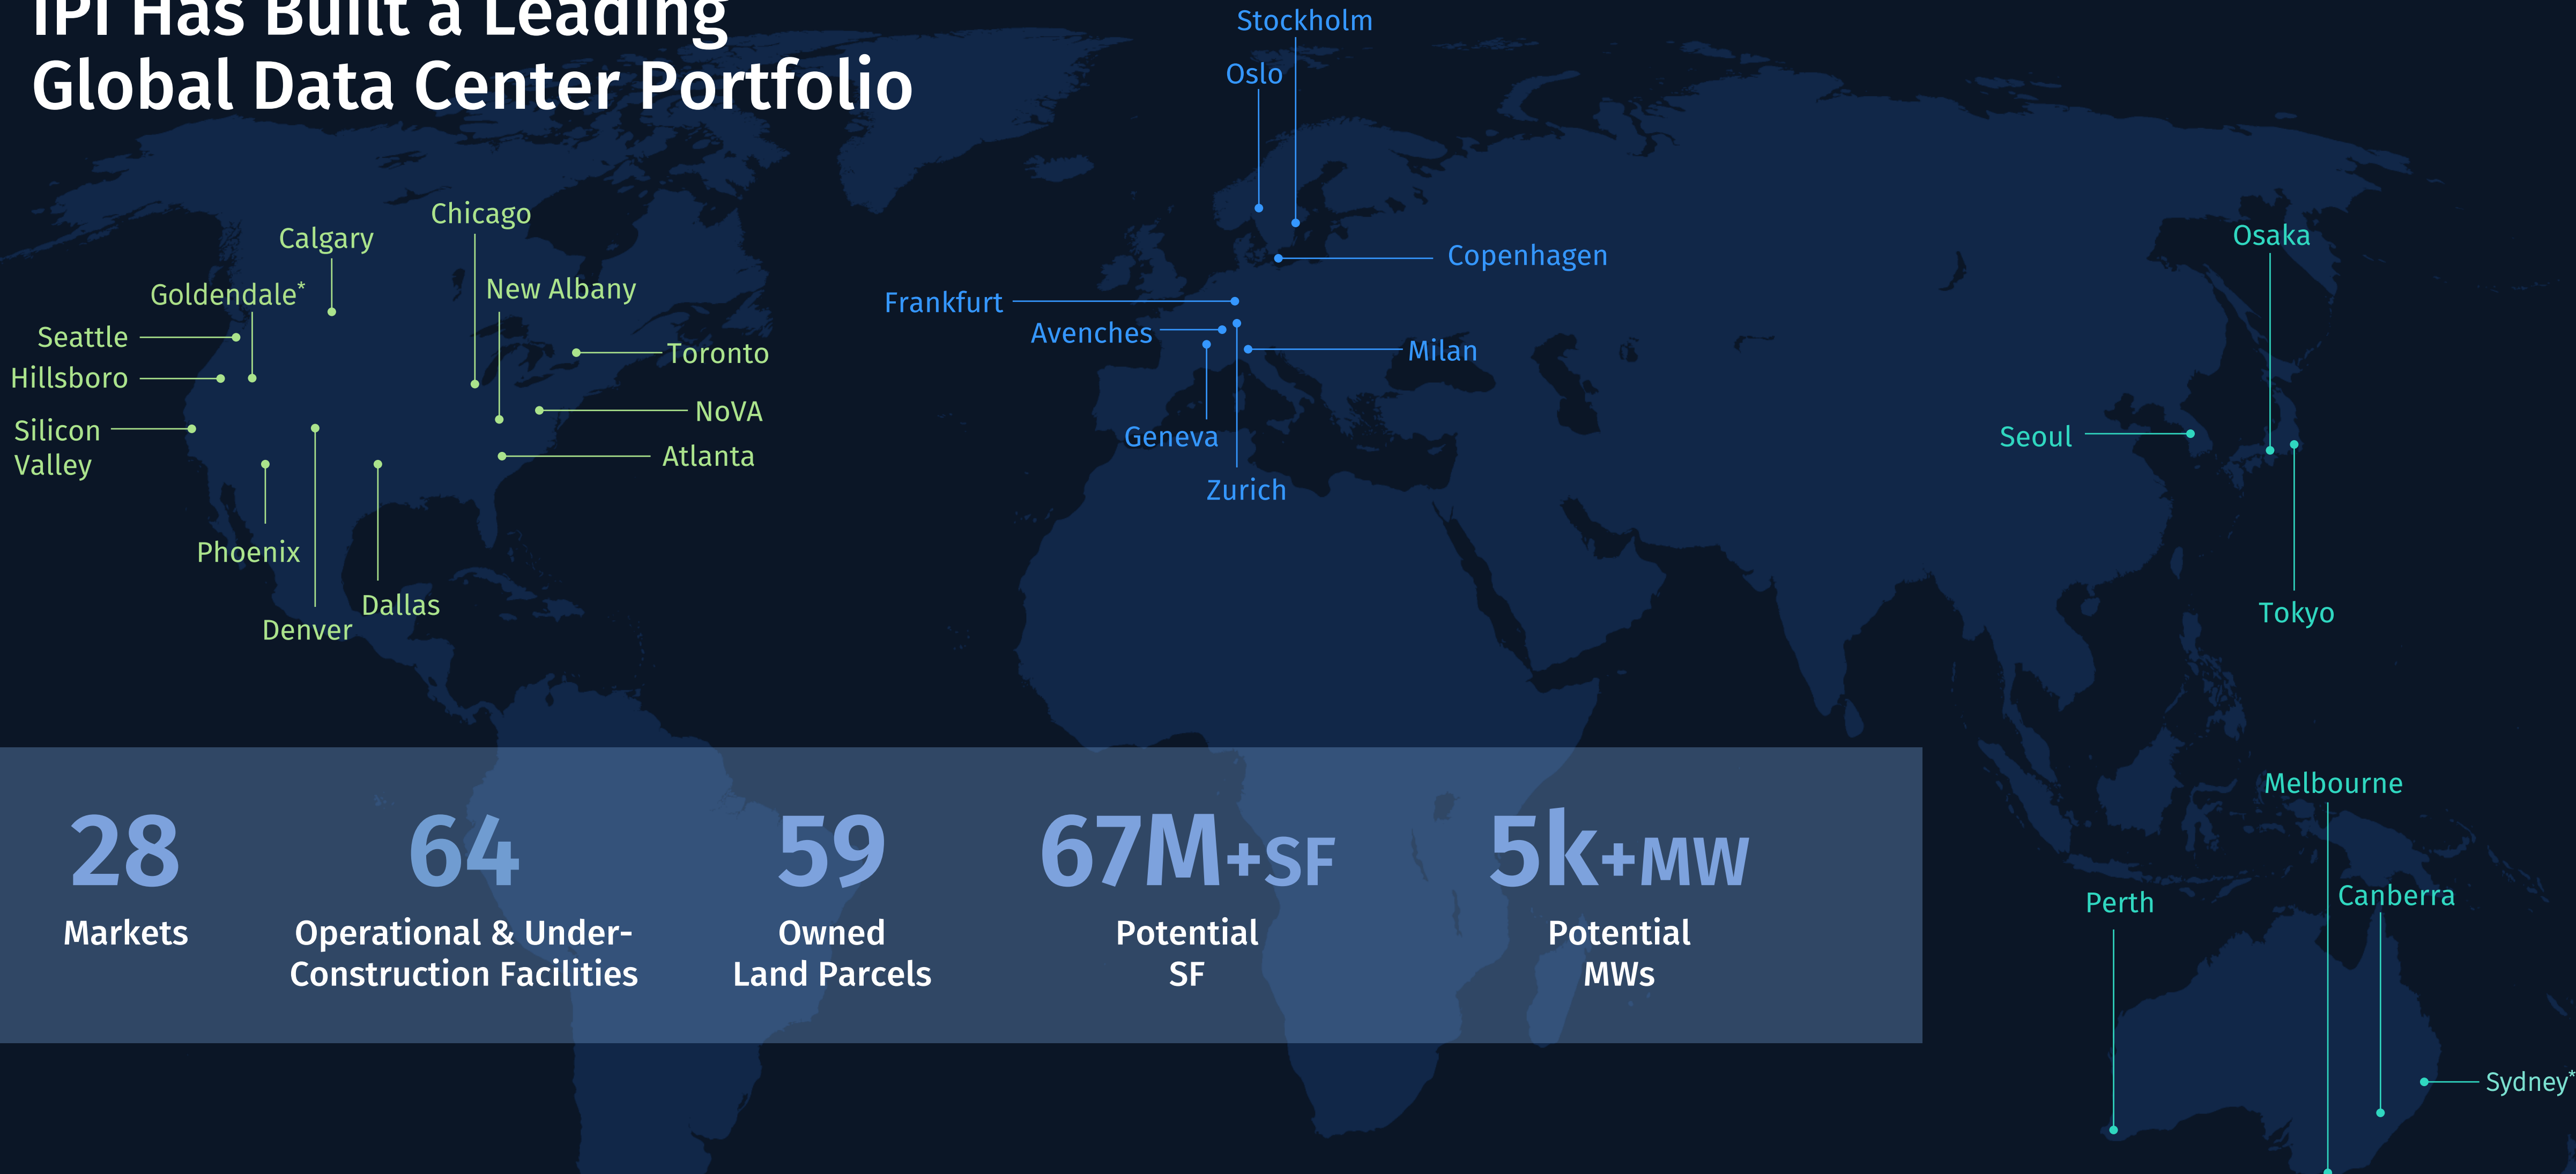 IPI Has Built a Leading
Global Data Center Portfolio
Stockholm
Oslo
Copenhagen
Frankfurt
Avenches
Milan
Geneva
Zurich
Chicago
Calgary
Goldendale*
New Albany
Seattle
Toronto
Hillsboro
NoVA
Silicon
Valley
Atlanta
Phoenix
Dallas
Denver
Osaka
Seoul
Tokyo
Melbourne
Canberra
Perth
Sydney*
28
Markets
64
Operational & Under-
Construction Facilities
59
Owned
Land Parcels
67M+SF
Potential
SF
5k+MW
Potential
MWs